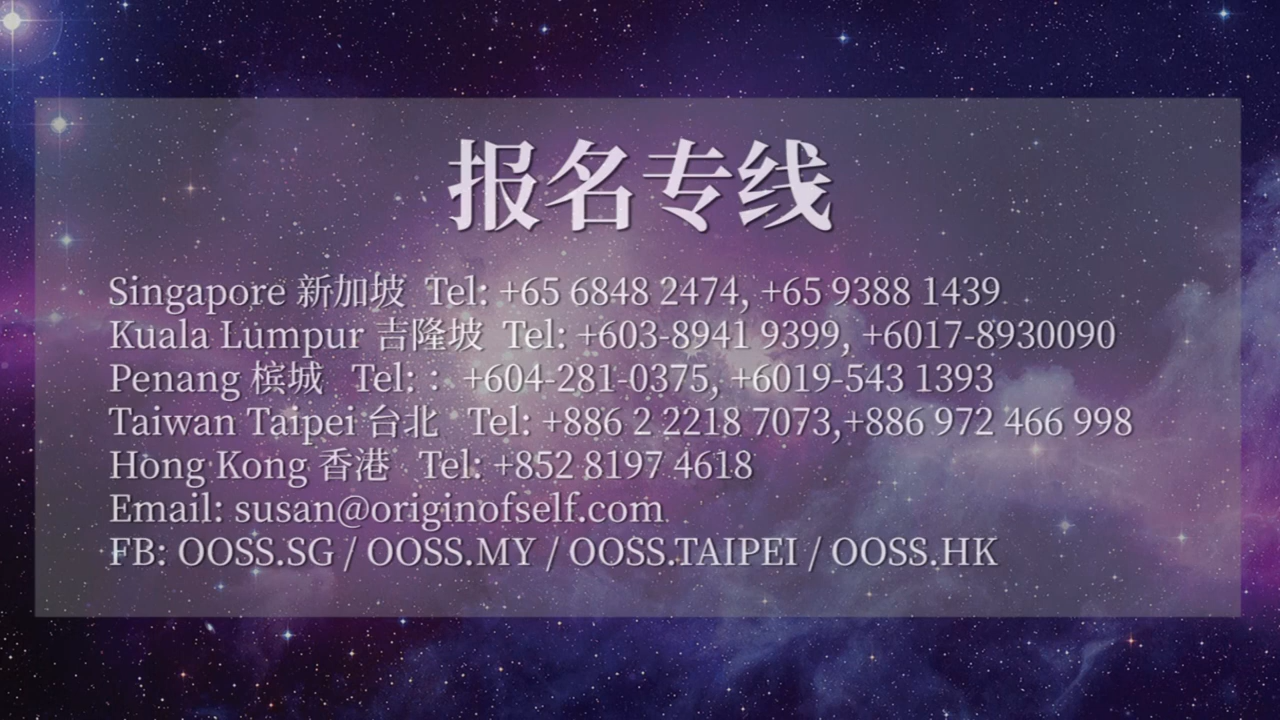 报名专线
Singapore 新加坡 Tel: +65 6848 2474, +65 9388 1439
Kuala Lumpur 吉隆坡 Tel: +603-8941 9399, +6017-8930090
Penang 槟城 Tel: : +604-281-0375, +6019-543 1393
Taiwan Taipei 台北 Tel: +886 2 2218 7073,+886 972 466 998
Hong Kong 香港 Tel: +852 8197 4618
Email: susan@originofself.com
FB: OOSS.SG / OOSS.MY / OOSS.TAIPEI / OOSS.HK